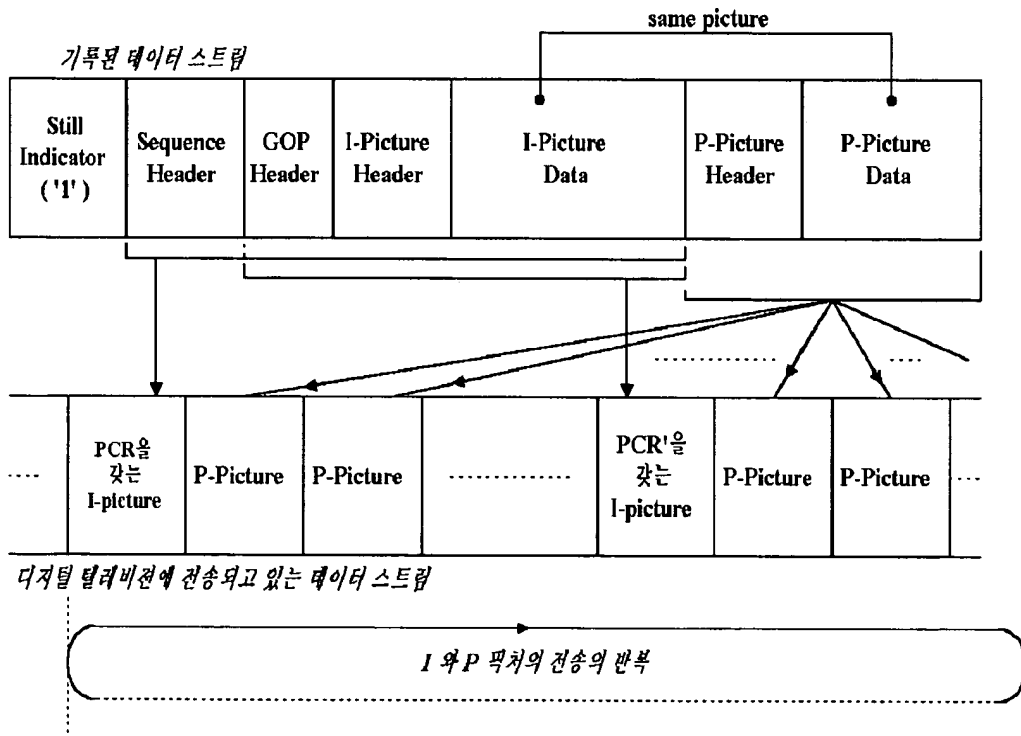 same picture
기록된 데이터 스트림
Still
Indicator
( '1' )
Sequence
Header
GOP
Header
I-Picture
Header
I-Picture
Data
P-Picture
Header
P-Picture
Data
PCR을
갖는
I-picture
P-Picture
P-Picture
PCR'을
갖는
I-picture
P-Picture
P-Picture
디지털 텔레비전에 전송되고 있는 데이터 스트림
I 와 P 픽처의 전송의 반복